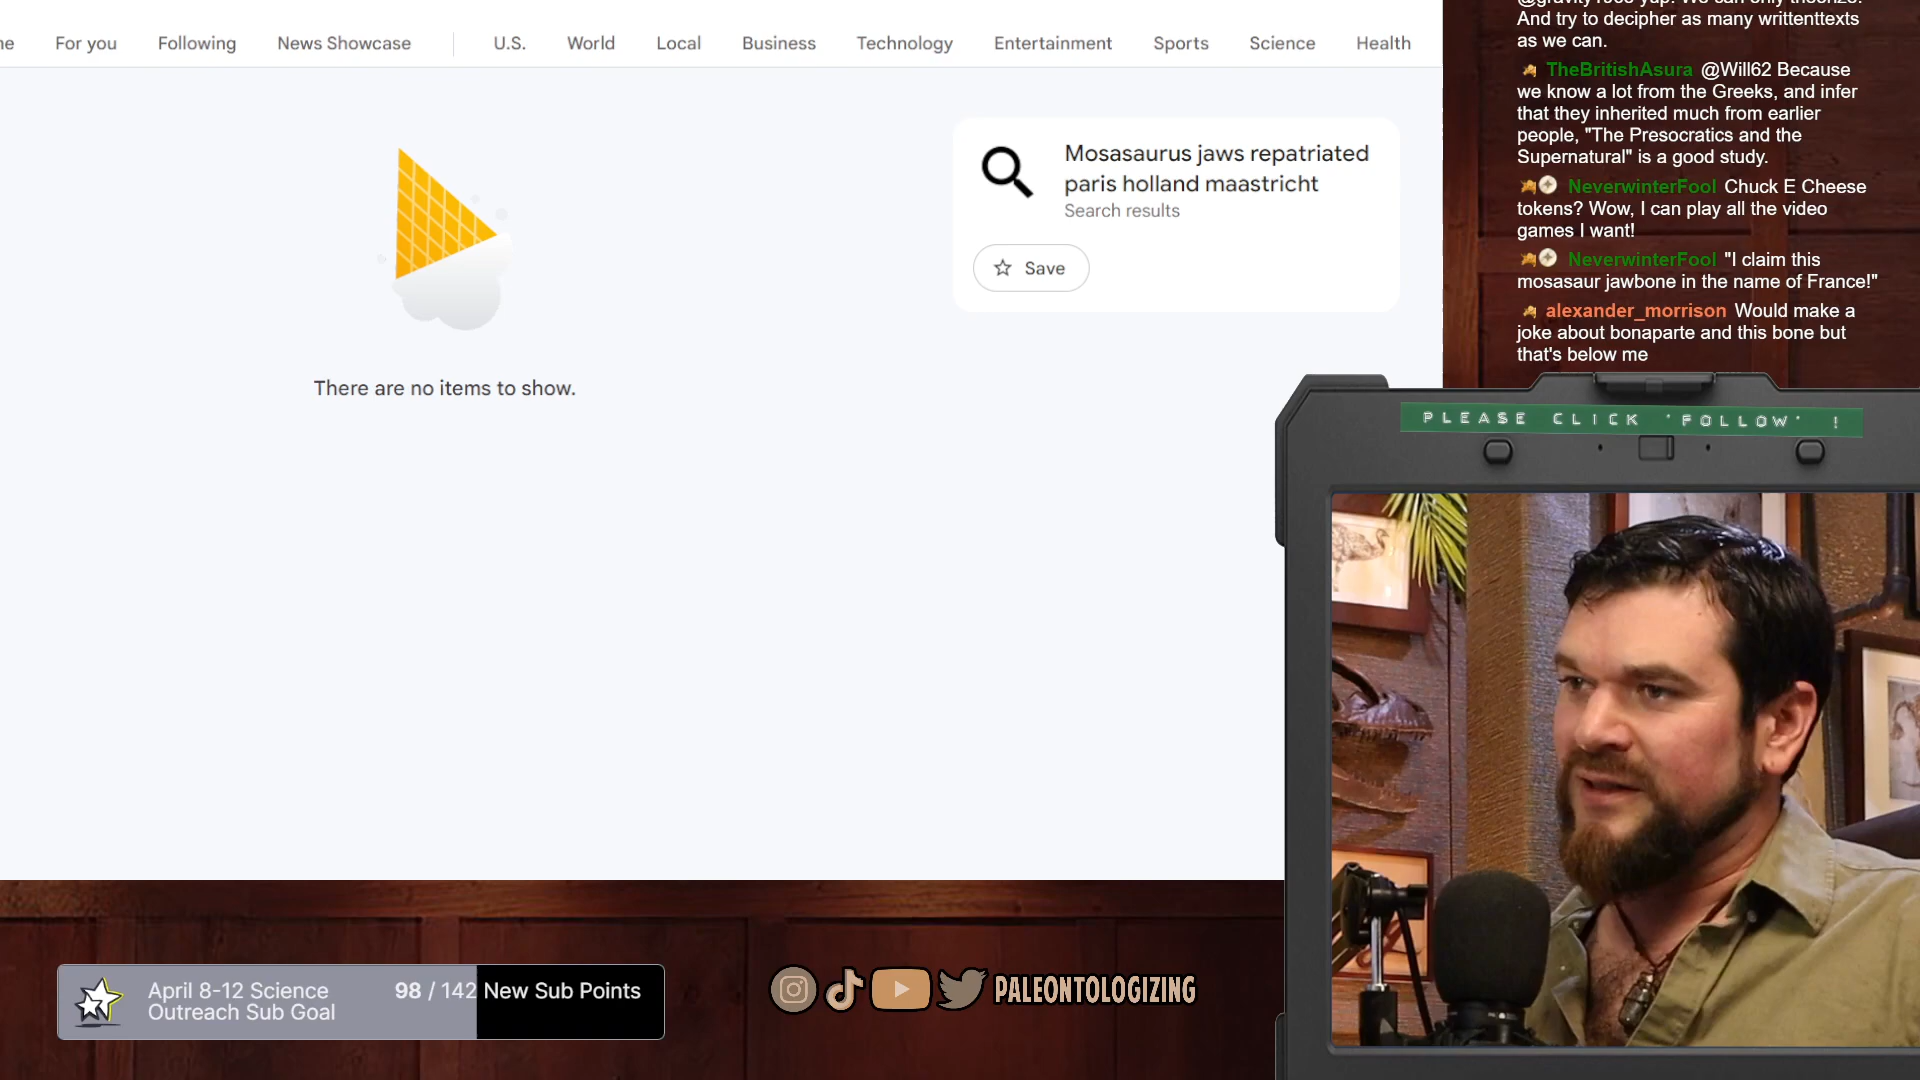 For you
Following
News Showcase
U.S.
World
Local
Business
Technology
Entertainment
Sports
Science
Health
Mosasaurus jaws repatriated
paris holland maastricht
Search results
Save
There are no items to show.
And try to decipher as many writtenttexts
as we can.
TheBritishAsura @Will62 Because
we know a lot from the Greeks, and infer
that they inherited much from earlier
people, "The Presocratics and the
Supernatural" is a good study.
NeverwinterFool Chuck E Cheese
tokens? Wow, I can play all the video
games I want!
NeverwinterFool "I claim this
mosasaur jawbone in the name of France!"
alexander_morrison Would make a
joke about bonaparte and this bone but
that's below me
PLEASE CLICK 'FOLLOW' !
April 8-12 Science
Outreach Sub Goal
98 / 142 New Sub Points
PALEONTOLOGIZING